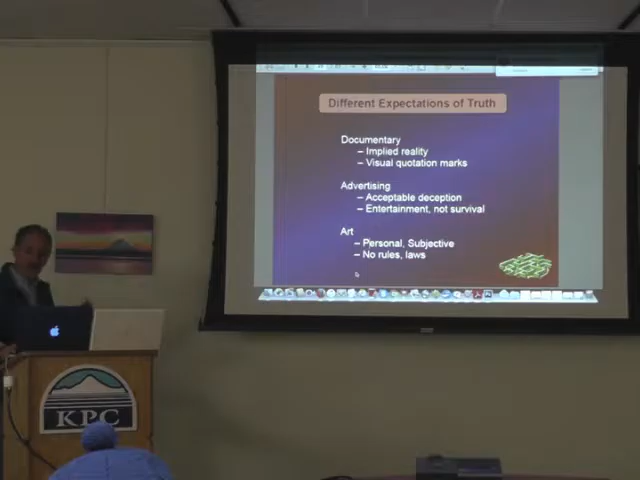 Different Expectations of Truth
Documentary
– Implied reality
– Visual quotation marks
Advertising
– Acceptable deception
– Entertainment, not survival
Art
– Personal, Subjective
– No rules, laws
KPC